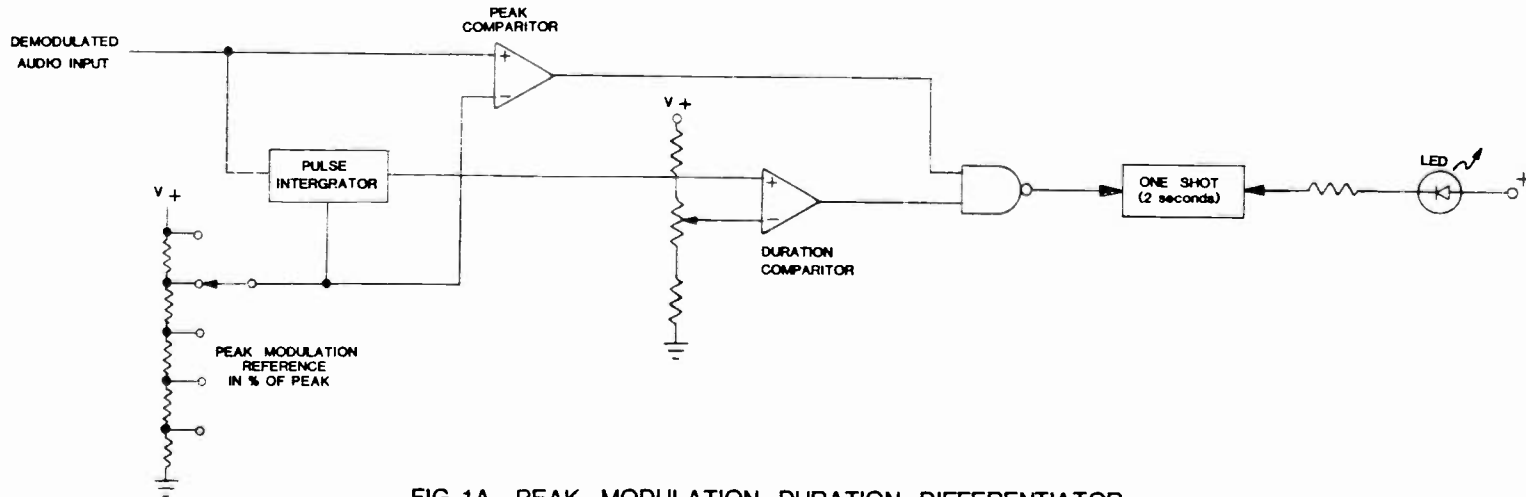 PEAK
COMPARITOR
DEMODULATED
AUDIO INPUT
+
−
V +
PULSE
INTERGRATOR
V +
+
−
DURATION
COMPARITOR
ONE SHOT
(2 seconds)
LED
+
PEAK MODULATION
REFERENCE
IN % OF PEAK
FIG. 1A PEAK MODULATION DURATION DIFFERENTIATOR